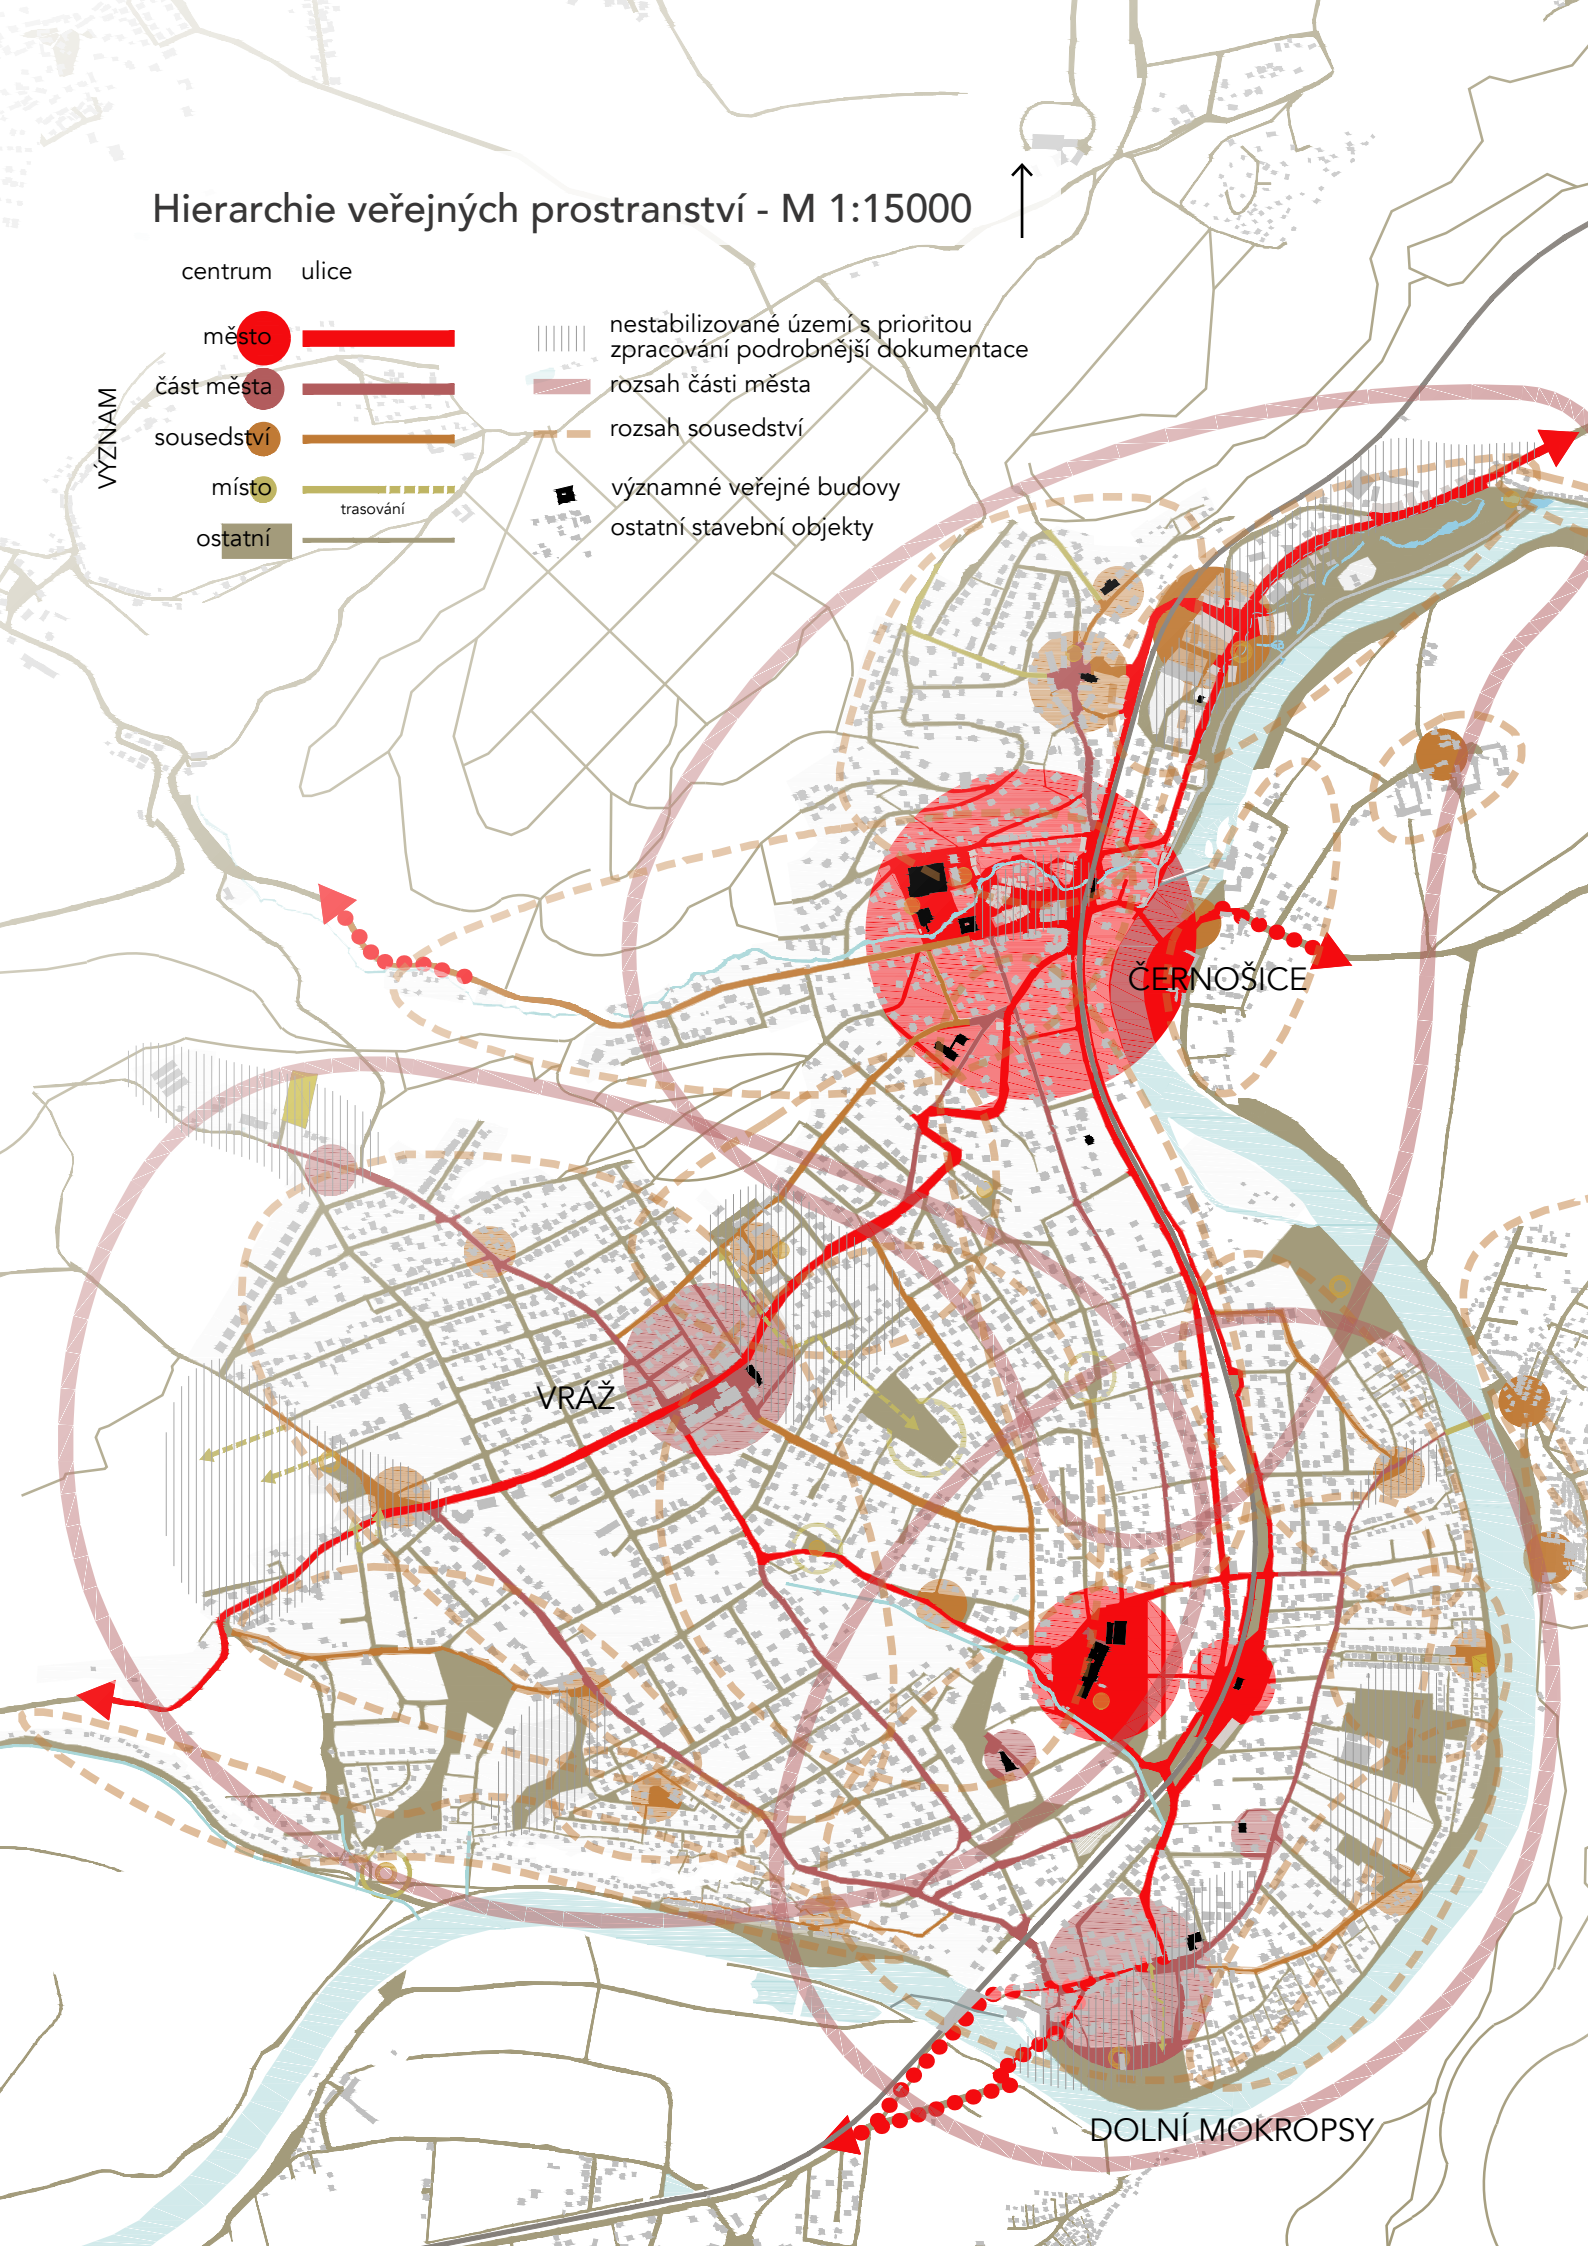 Hierarchie veřejných prostranství - M 1:15000
centrum ulice
VÝZNAM
město
část města
sousedství
místo
trasování
ostatní
nestabilizované území s prioritou
zpracování podrobnější dokumentace
rozsah části města
rozsah sousedství
významné veřejné budovy
ostatní stavební objekty
ČERNOŠICE
VRÁŽ
DOLNÍ MOKROPSY